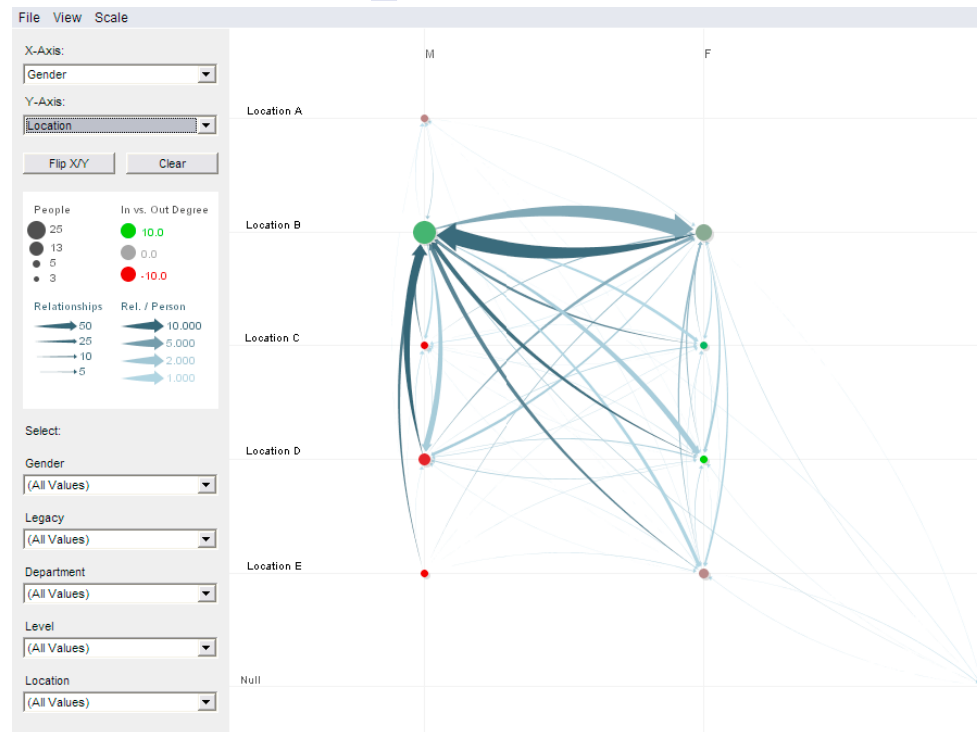 File View Scale
X-Axis:
Gender
Y-Axis:
Location
Flip X/Y Clear
People In vs. Out Degree
25 10.0
13 0.0
5
3 -10.0
Relationships Rel. / Person
50 10.000
25 5.000
10 2.000
5 1.000
Select:
Gender
(All Values)
Legacy
(All Values)
Department
(All Values)
Level
(All Values)
Location
(All Values)
M F
Location A
Location B
Location C
Location D
Location E
Null